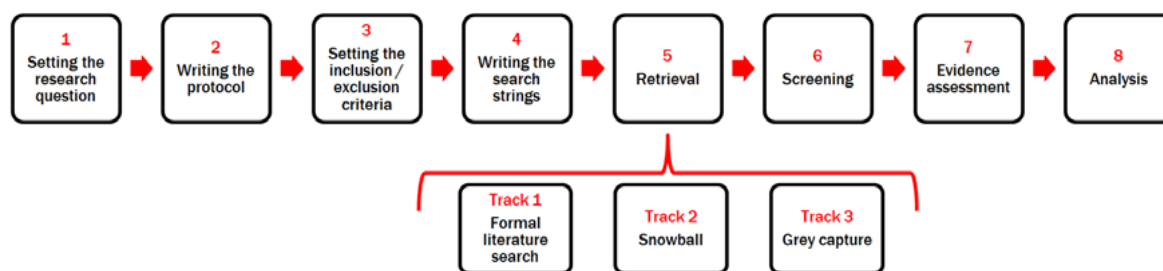 1
Setting the
research
question
2
Writing the
protocol
3
Setting the
inclusion /
exclusion
criteria
4
Writing the
search
strings
5
Retrieval
6
Screening
7
Evidence
assessment
8
Analysis
Track 1
Formal
literature
search
Track 2
Snowball
Track 3
Grey capture